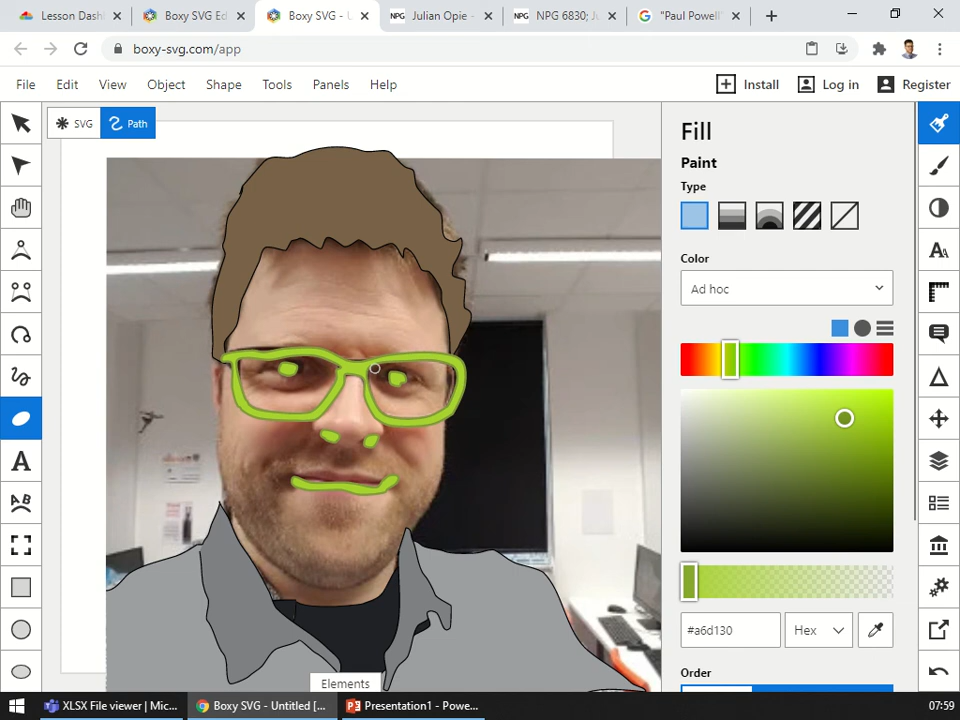 Lesson Dash
Boxy SVG Ed
Boxy SVG - U
Julian Opie -
NPG 6830; Ju
"Paul Powell"
NPG
NPG
boxy-svg.com/app
File
Edit
View
Object
Shape
Tools
Panels
Help
Install
Log in
Register
SVG
Path
Fill
Paint
Type
Color
Ad hoc
#a6d130
Hex
Order
Elements
XLSX File viewer | Mic...
Boxy SVG - Untitled [...
Presentation1 - Powe...
07:59